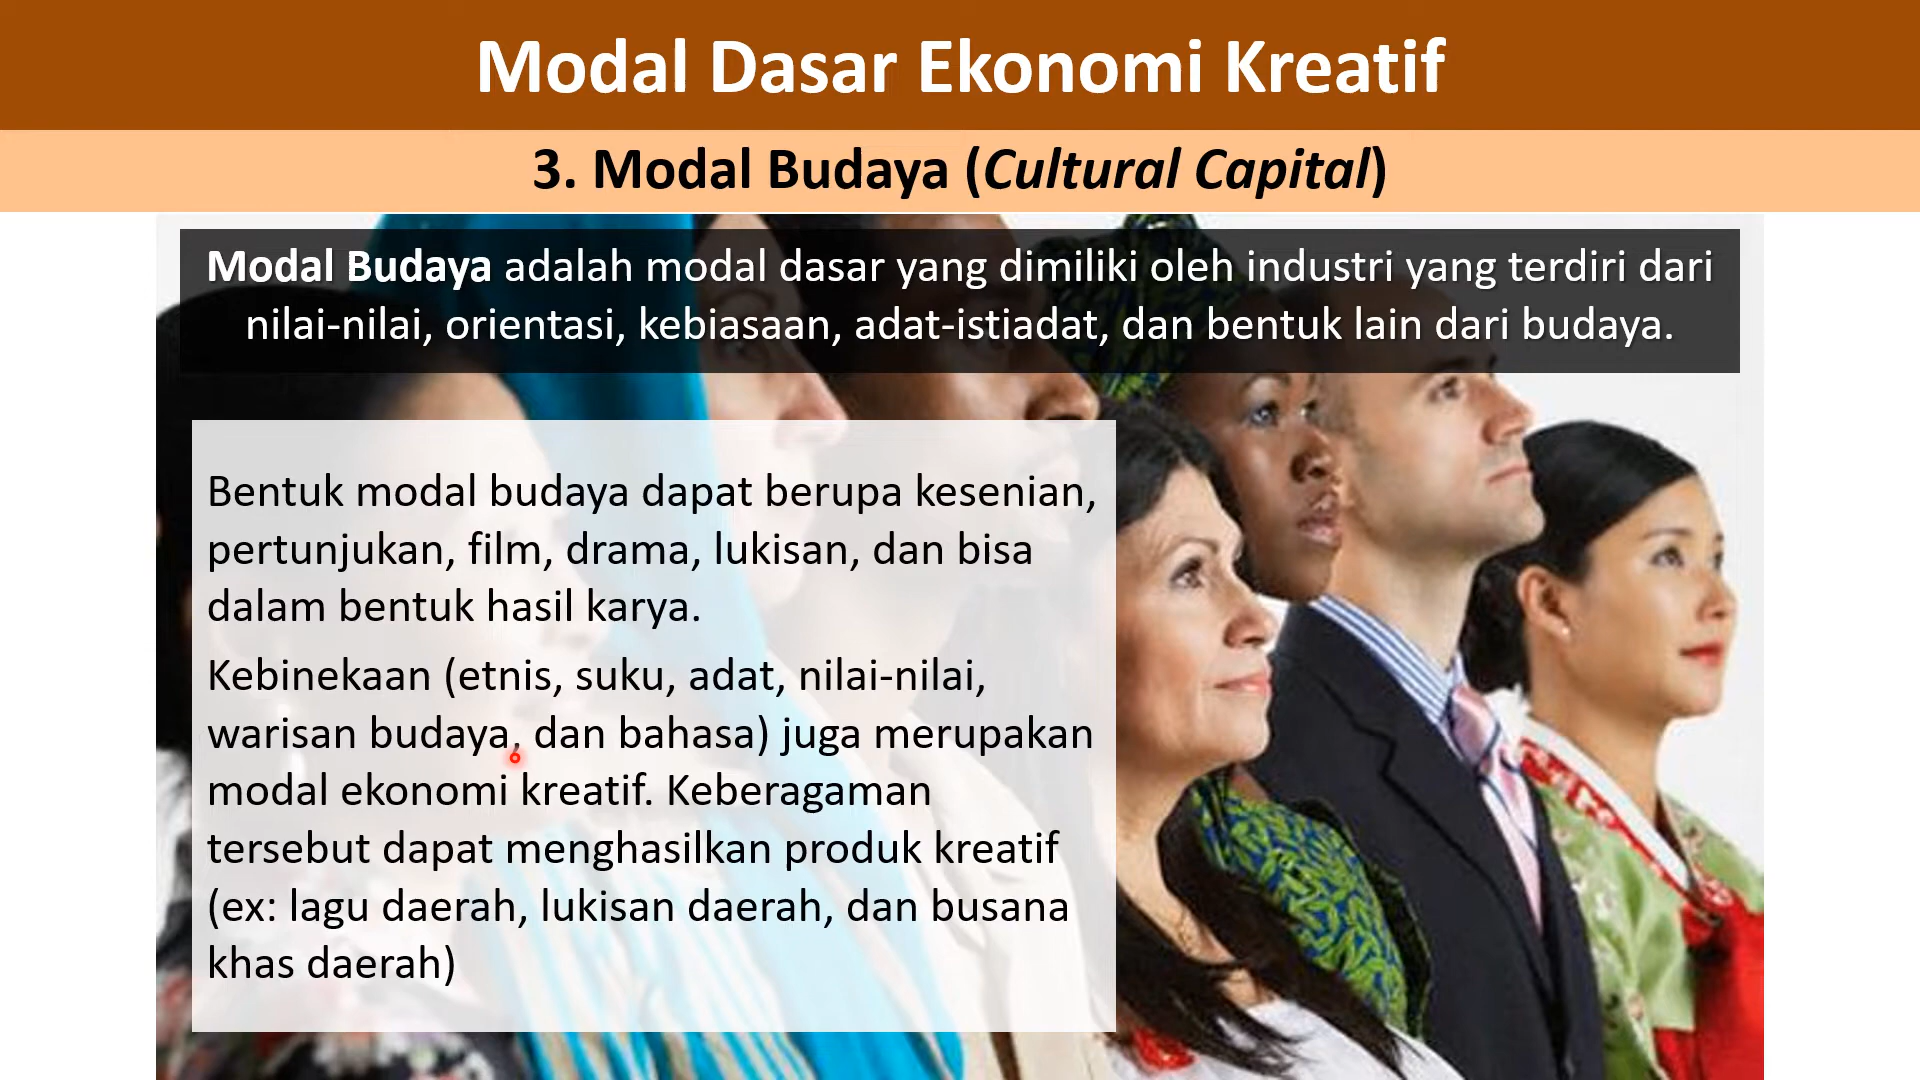 Modal Dasar Ekonomi Kreatif
3. Modal Budaya (Cultural Capital)
Modal Budaya adalah modal dasar yang dimiliki oleh industri yang terdiri dari
nilai-nilai, orientasi, kebiasaan, adat-istiadat, dan bentuk lain dari budaya.
Bentuk modal budaya dapat berupa kesenian,
pertunjukan, film, drama, lukisan, dan bisa
dalam bentuk hasil karya.
Kebinekaan (etnis, suku, adat, nilai-nilai,
warisan budaya, dan bahasa) juga merupakan
modal ekonomi kreatif. Keberagaman
tersebut dapat menghasilkan produk kreatif
(ex: lagu daerah, lukisan daerah, dan busana
khas daerah)